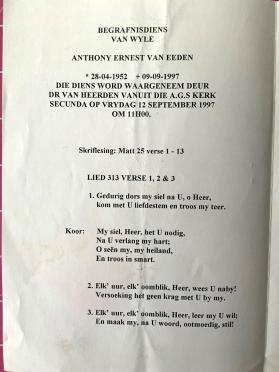 BEGRAFNISDIENS
VAN WYLE
ANTHONY ERNEST VAN EEDEN
* 28-04-1952 + 09-09-1997
DIE DIENS WORD WAARGENEEM DEUR
DR VAN HEERDEN VANUIT DIE A.G.S KERK
SECUNDA OP VRYDAG 12 SEPTEMBER 1997
OM 11H00.
Skriflesing: Matt 25 verse 1 - 13
LIED 313 VERSE 1, 2 & 3
1. Gedurig dors my siel na U, o Heer,
kom met U liefdestem en troos my teer.
Koor: My siel, Heer, het U nodig,
Na U verlang my hart;
O seën my, my heiland,
En troos in smart.
2. Elk' uur, elk' oomblik, Heer, wees U naby!
Versoeking het geen krag met U by my.
3. Elk' uur, elk' oomblik, Heer, leer my U wil;
En maak my, na U woord, ootmoedig, stil!